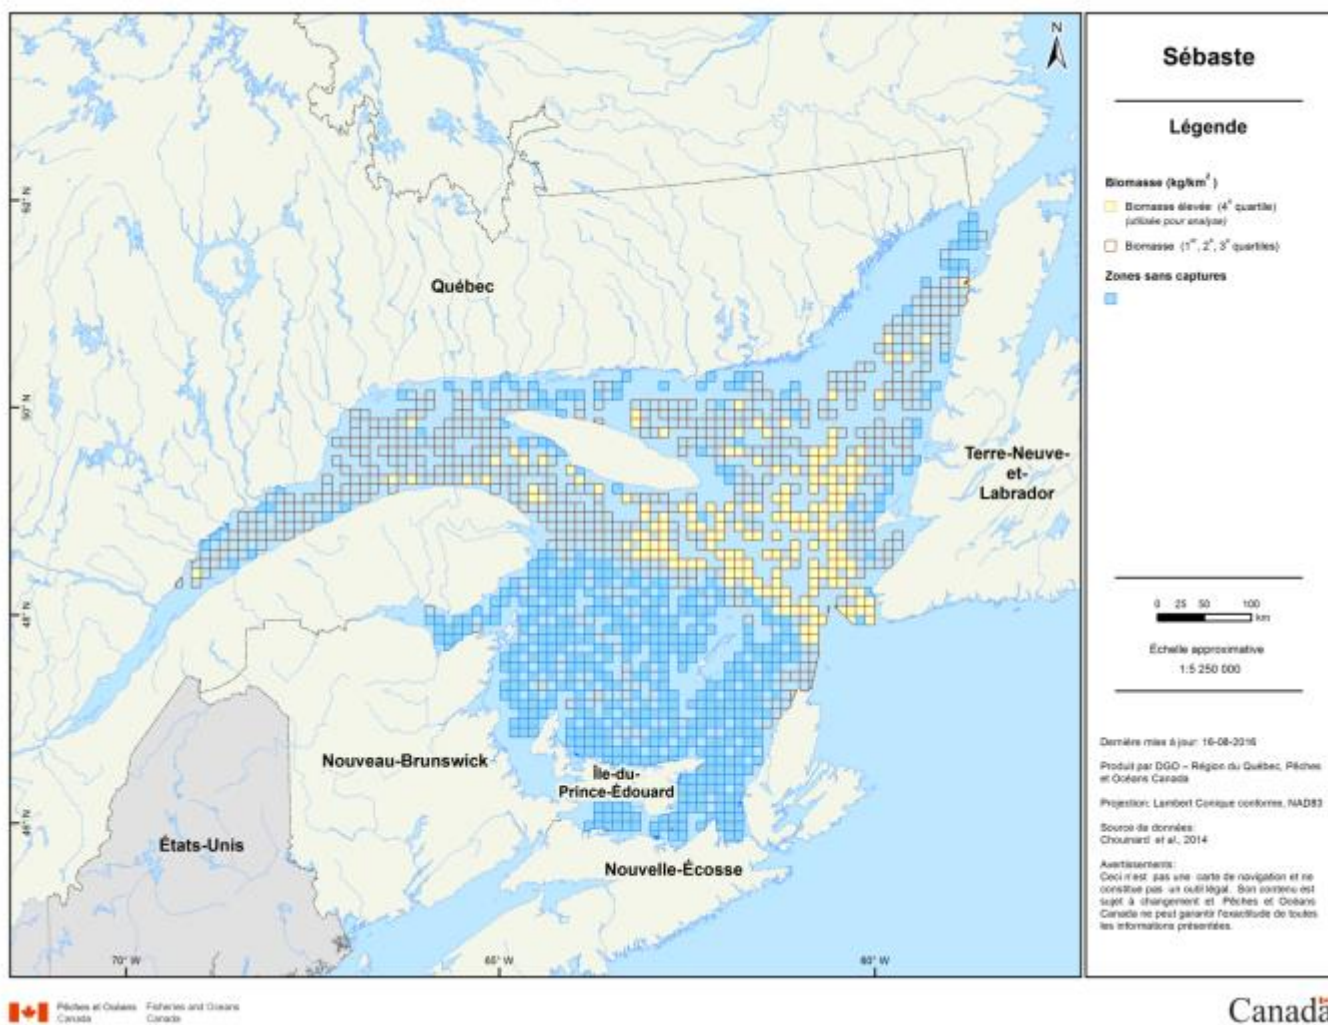 N
Sébaste
Légende
Biomasse (kg/km²)
Biomasse élevée (4ᵉ quartile)
(utilisée pour analyse)
Biomasse (1ᵉʳ, 2ᵉ, 3ᵉ quartiles)
Zones sans captures
52° N
50° N
48° N
46° N
Québec
Terre-Neuve-
et-
Labrador
Nouveau-Brunswick
Île-du-
Prince-Édouard
États-Unis
Nouvelle-Écosse
70° W
65° W
60° W
0 25 50 100
km
Échelle approximative
1:5 250 000
Dernière mise à jour: 16-08-2016
Produit par DGO – Région du Québec, Pêches
et Océans Canada
Projection: Lambert Conique conforme, NAD83
Source de données:
Chouinard et al., 2014
Avertissements:
Ceci n'est pas une carte de navigation et ne
constitue pas un outil légal. Son contenu est
sujet à changement et Pêches et Océans
Canada ne peut garantir l'exactitude de toutes
les informations présentées.
Pêches et Océans Fisheries and Oceans
Canada Canada
Canada